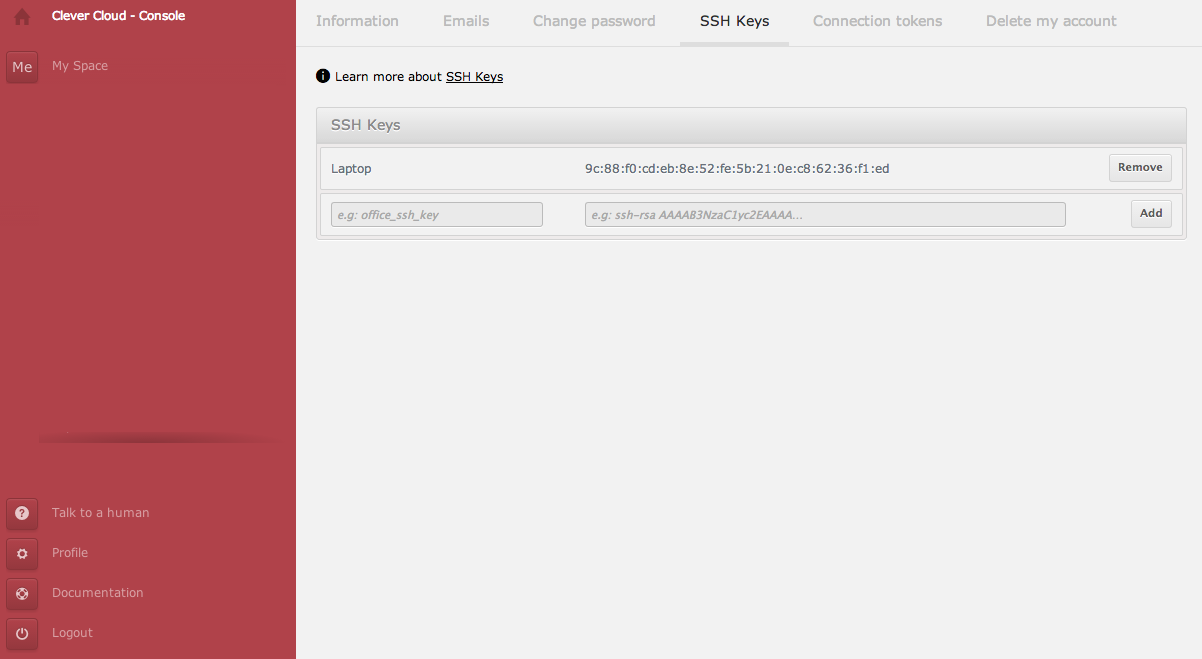 Clever Cloud - Console
Me My Space
Information Emails Change password SSH Keys Connection tokens Delete my account
Learn more about SSH Keys
SSH Keys
Laptop 9c:88:f0:cd:eb:8e:52:fe:5b:21:0e:c8:62:36:f1:ed Remove
e.g: office_ssh_key e.g: ssh-rsa AAAAB3NzaC1yc2EAAAA... Add
Talk to a human
Profile
Documentation
Logout